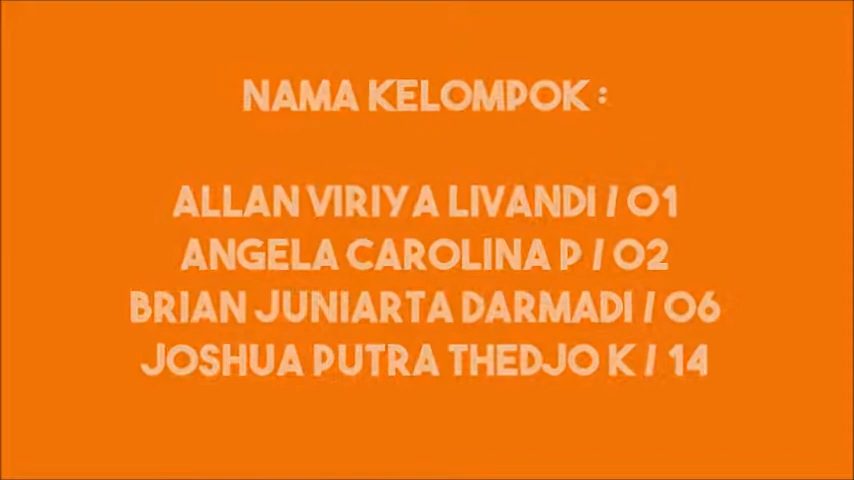 NAMA KELOMPOK :
ALLAN VIRIYA LIVANDI / 01
ANGELA CAROLINA P / 02
BRIAN JUNIARTA DARMADI / 06
JOSHUA PUTRA THEDJO K / 14